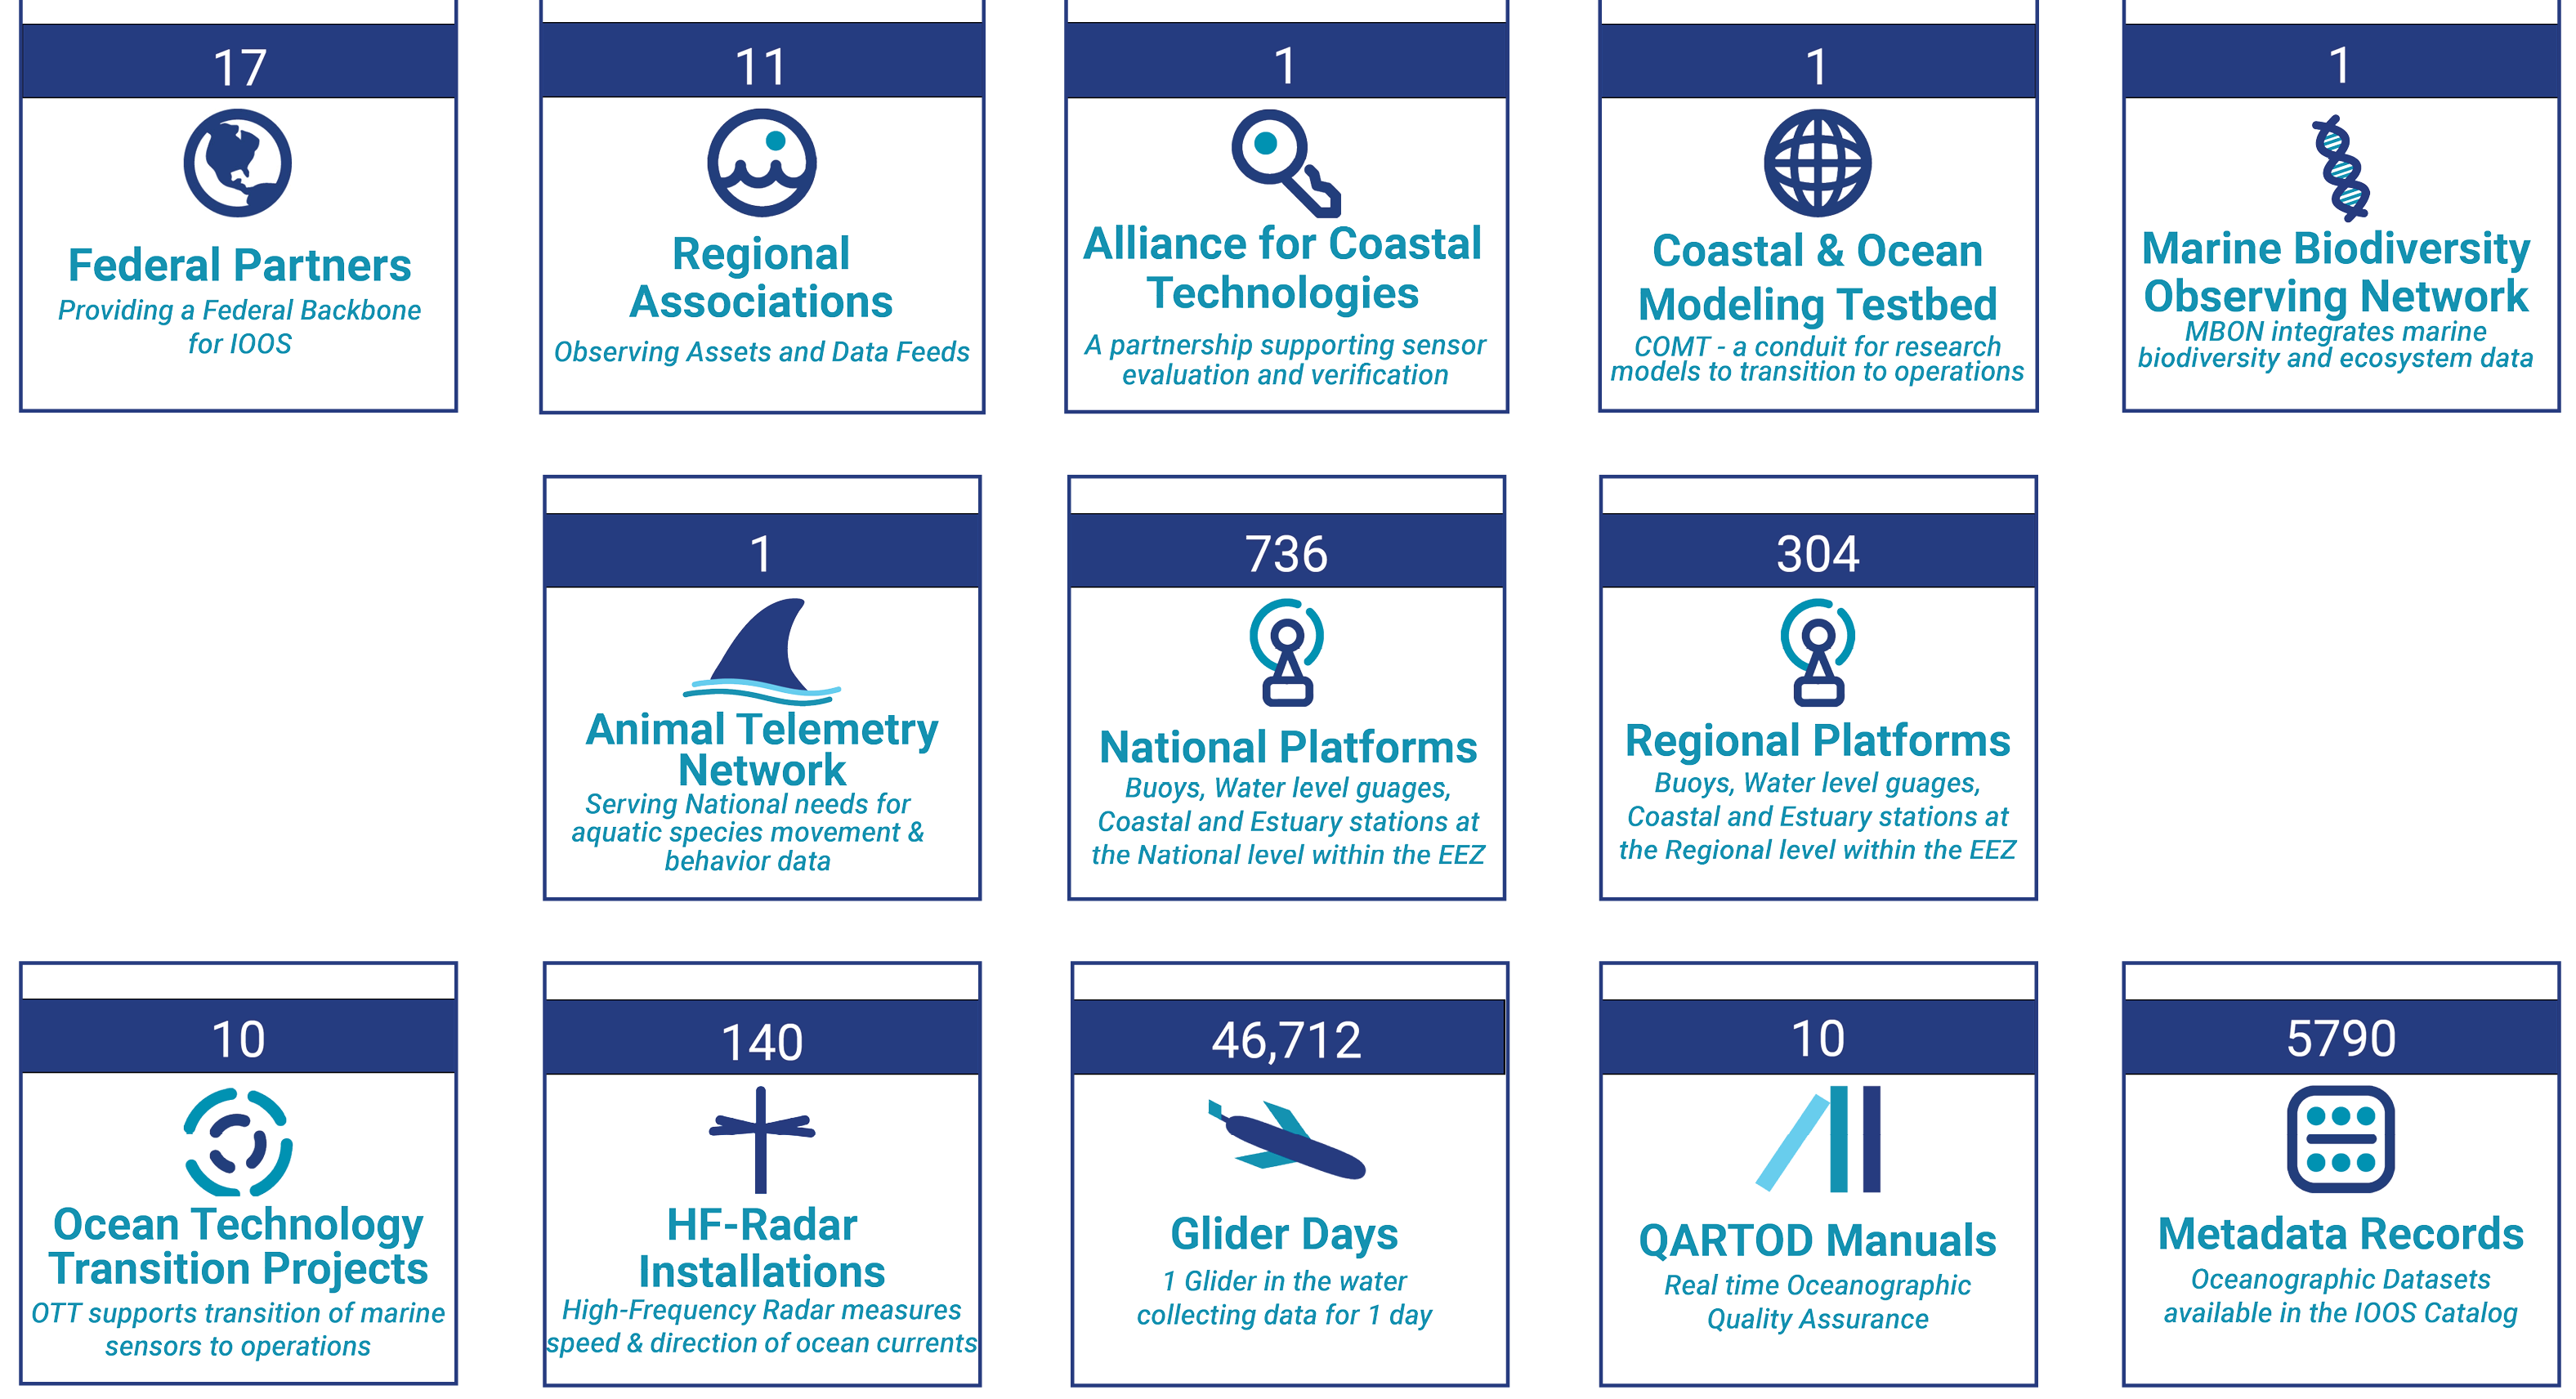 17
Federal Partners
Providing a Federal Backbone
for IOOS
11
Regional
Associations
Observing Assets and Data Feeds
1
Alliance for Coastal
Technologies
A partnership supporting sensor
evaluation and verification
1
Coastal & Ocean
Modeling Testbed
COMT - a conduit for research
models to transition to operations
1
Marine Biodiversity
Observing Network
MBON integrates marine
biodiversity and ecosystem data
1
Animal Telemetry
Network
Serving National needs for
aquatic species movement &
behavior data
736
National Platforms
Buoys, Water level guages,
Coastal and Estuary stations at
the National level within the EEZ
304
Regional Platforms
Buoys, Water level guages,
Coastal and Estuary stations at
the Regional level within the EEZ
10
Ocean Technology
Transition Projects
OTT supports transition of marine
sensors to operations
140
HF-Radar
Installations
High-Frequency Radar measures
speed & direction of ocean currents
46,712
Glider Days
1 Glider in the water
collecting data for 1 day
10
QARTOD Manuals
Real time Oceanographic
Quality Assurance
5790
Metadata Records
Oceanographic Datasets
available in the IOOS Catalog